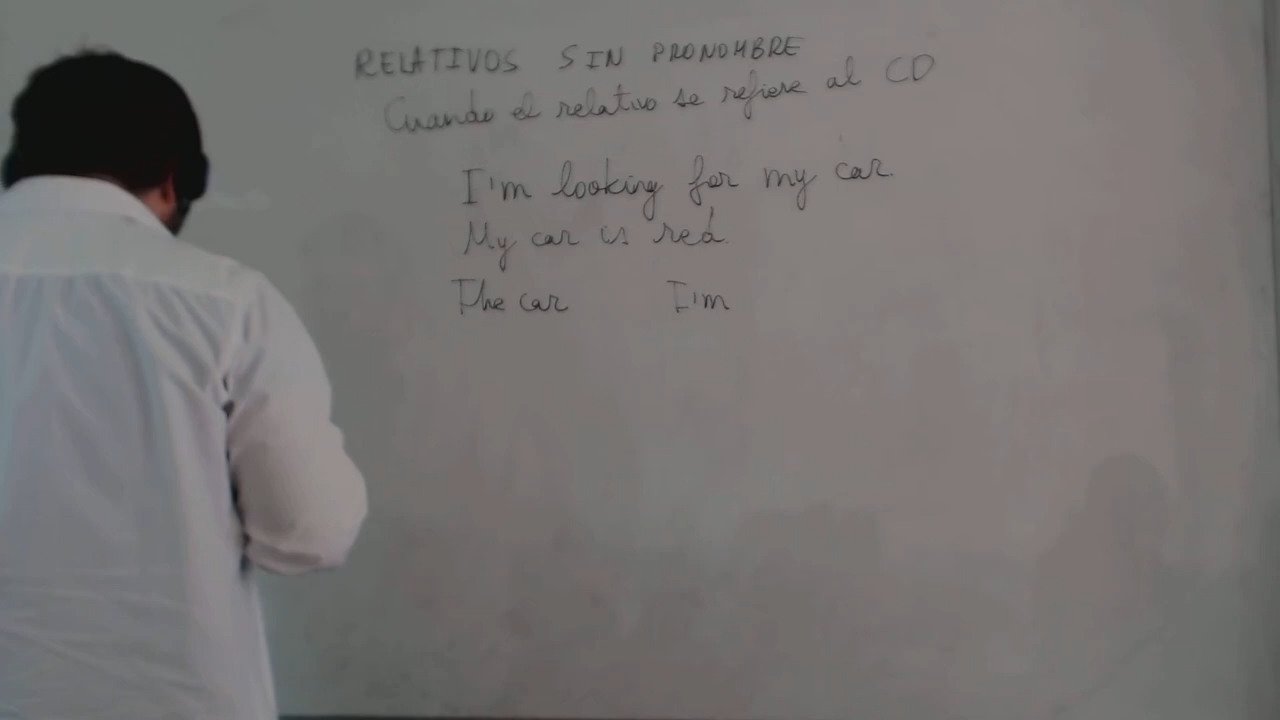 RELATIVOS SIN PRONOMBRE
Cuando el relativo se refiere al CD
I'm looking for my car.
My car is red.
The car I'm